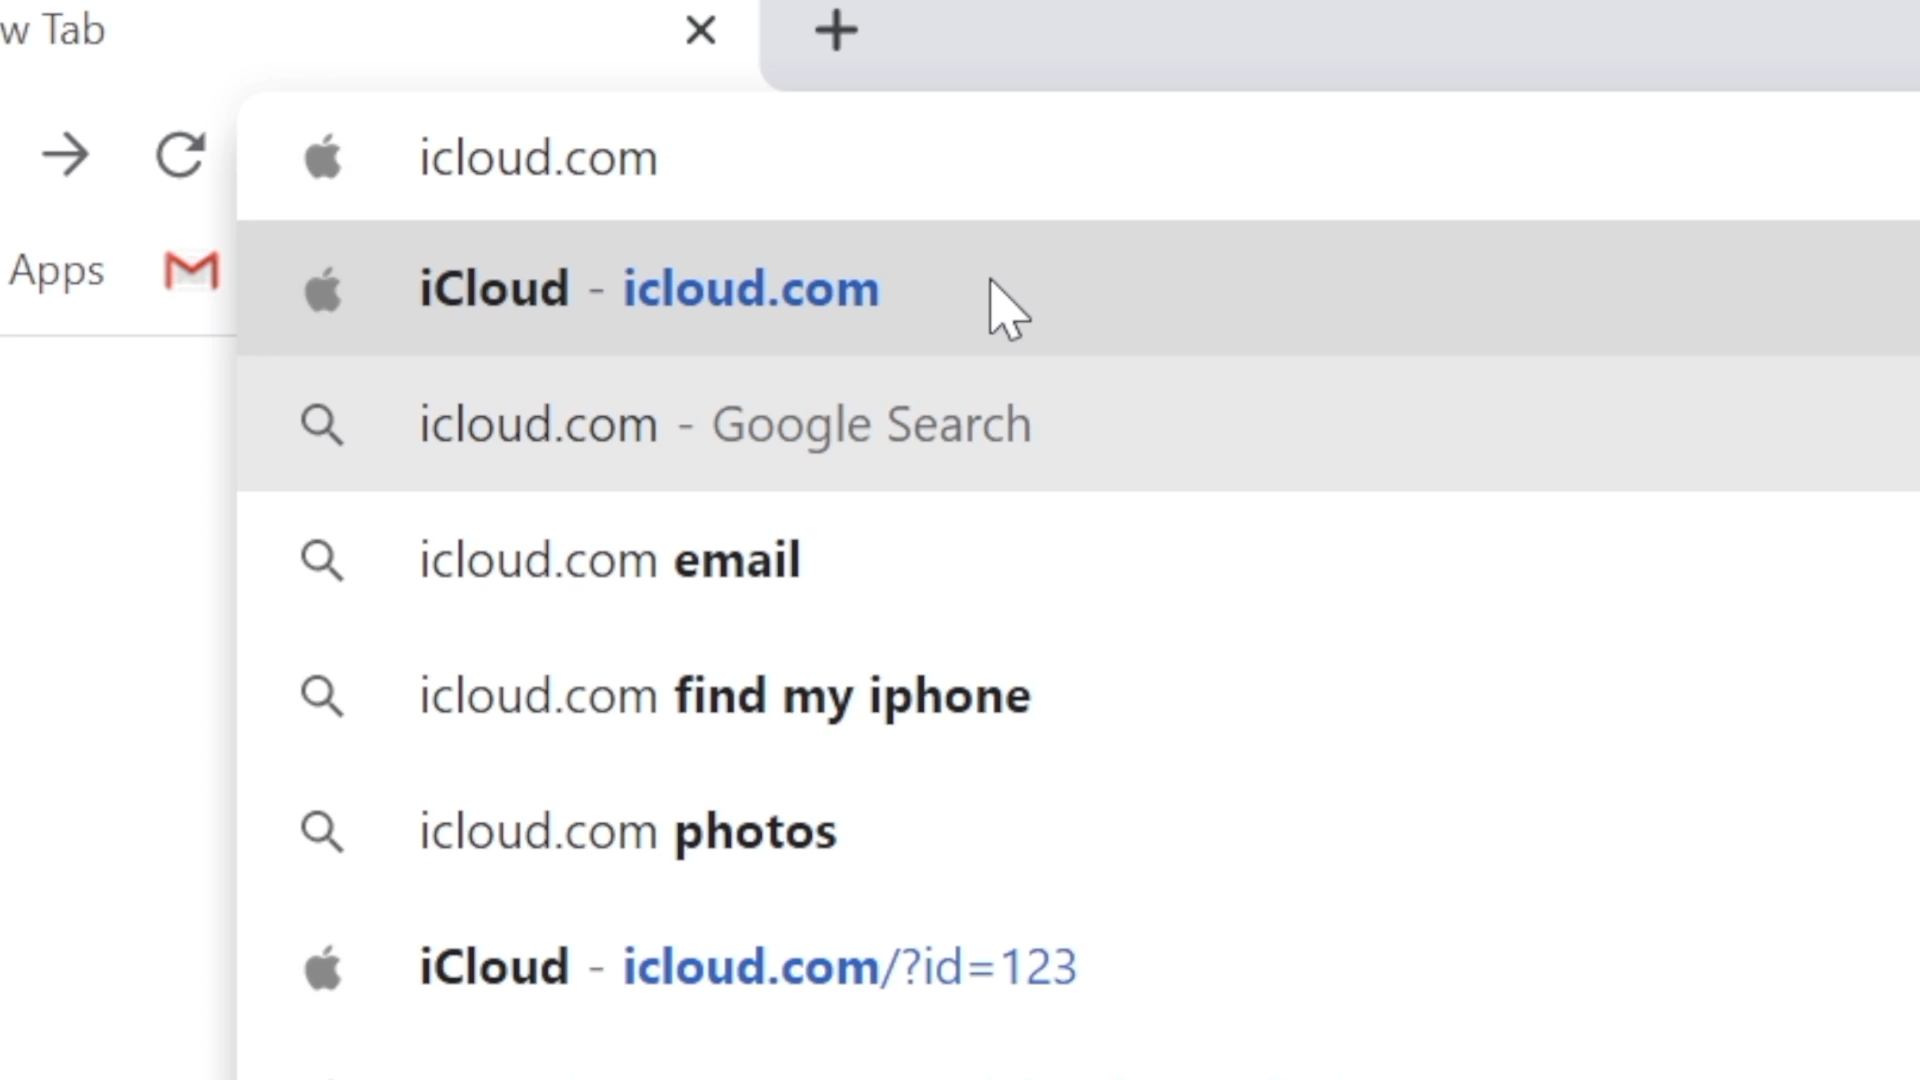 w Tab
icloud.com
Apps
iCloud - icloud.com
icloud.com - Google Search
icloud.com email
icloud.com find my iphone
icloud.com photos
iCloud - icloud.com/?id=123